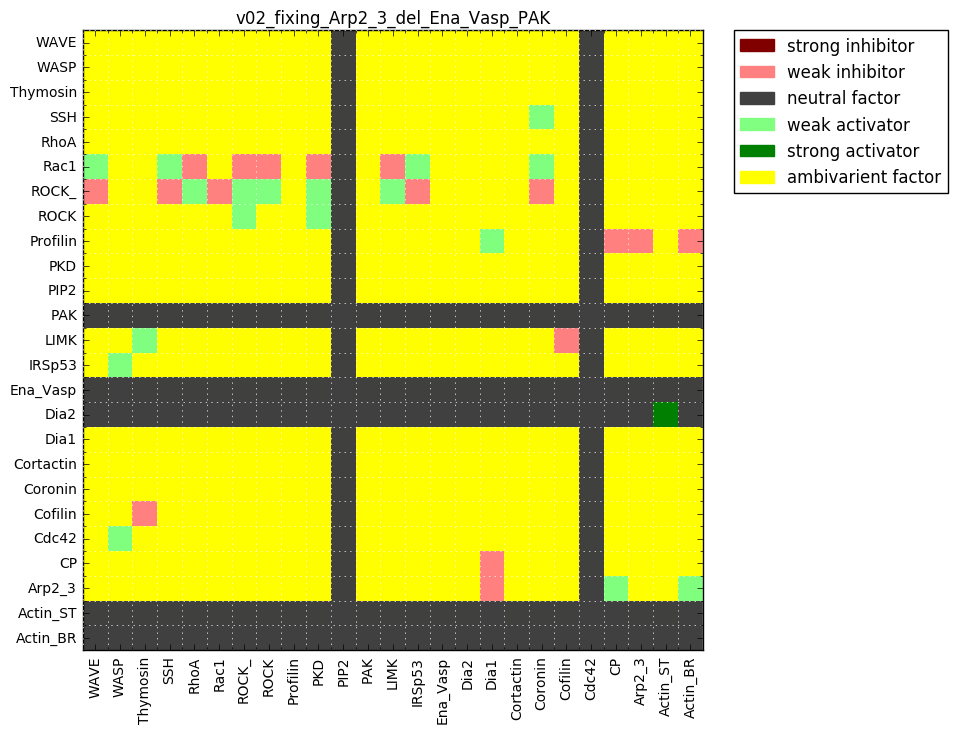 v02_fixing_Arp2_3_del_Ena_Vasp_PAK
strong inhibitor
weak inhibitor
neutral factor
weak activator
strong activator
ambivarient factor
WAVE
WASP
Thymosin
SSH
RhoA
Rac1
ROCK_
ROCK
Profilin
PKD
PIP2
PAK
LIMK
IRSp53
Ena_Vasp
Dia2
Dia1
Cortactin
Coronin
Cofilin
Cdc42
CP
Arp2_3
Actin_ST
Actin_BR
WAVE
WASP
Thymosin
SSH
RhoA
Rac1
ROCK_
ROCK
Profilin
PKD
PIP2
PAK
LIMK
IRSp53
Ena_Vasp
Dia2
Dia1
Cortactin
Coronin
Cofilin
Cdc42
CP
Arp2_3
Actin_ST
Actin_BR